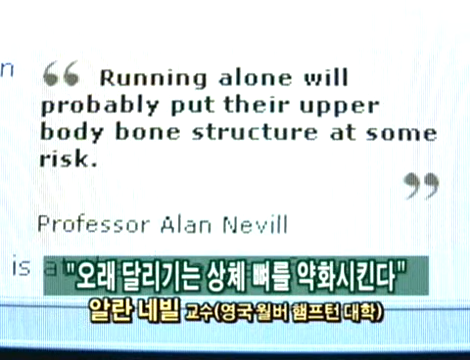 n
“ Running alone will
probably put their upper
body bone structure at some
risk.
”
Professor Alan Nevill
is a
"오래 달리기는 상체 뼈를 약화시킨다"
알란 네빌 교수(영국 울버햄프턴 대학)